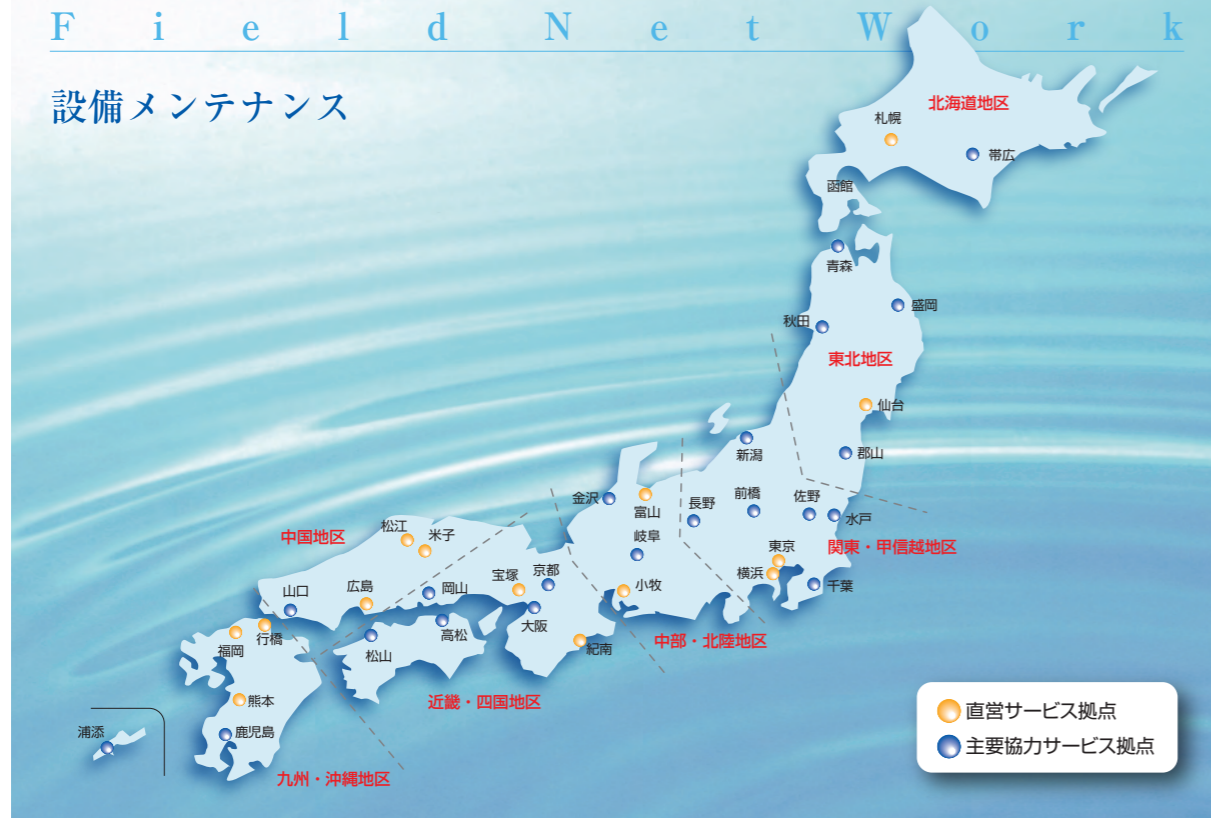 Field Net Work
設備メンテナンス
北海道地区
札幌
帯広
函館
青森
盛岡
秋田
東北地区
仙台
郡山
新潟
金沢
富山
長野
前橋
佐野
水戸
岐阜
関東・甲信越地区
東京
横浜
千葉
小牧
中部・北陸地区
中国地区
松江
米子
宝塚
京都
岡山
広島
山口
大阪
高松
松山
紀南
近畿・四国地区
行橋
福岡
熊本
鹿児島
浦添
九州・沖縄地区
直営サービス拠点
主要協力サービス拠点